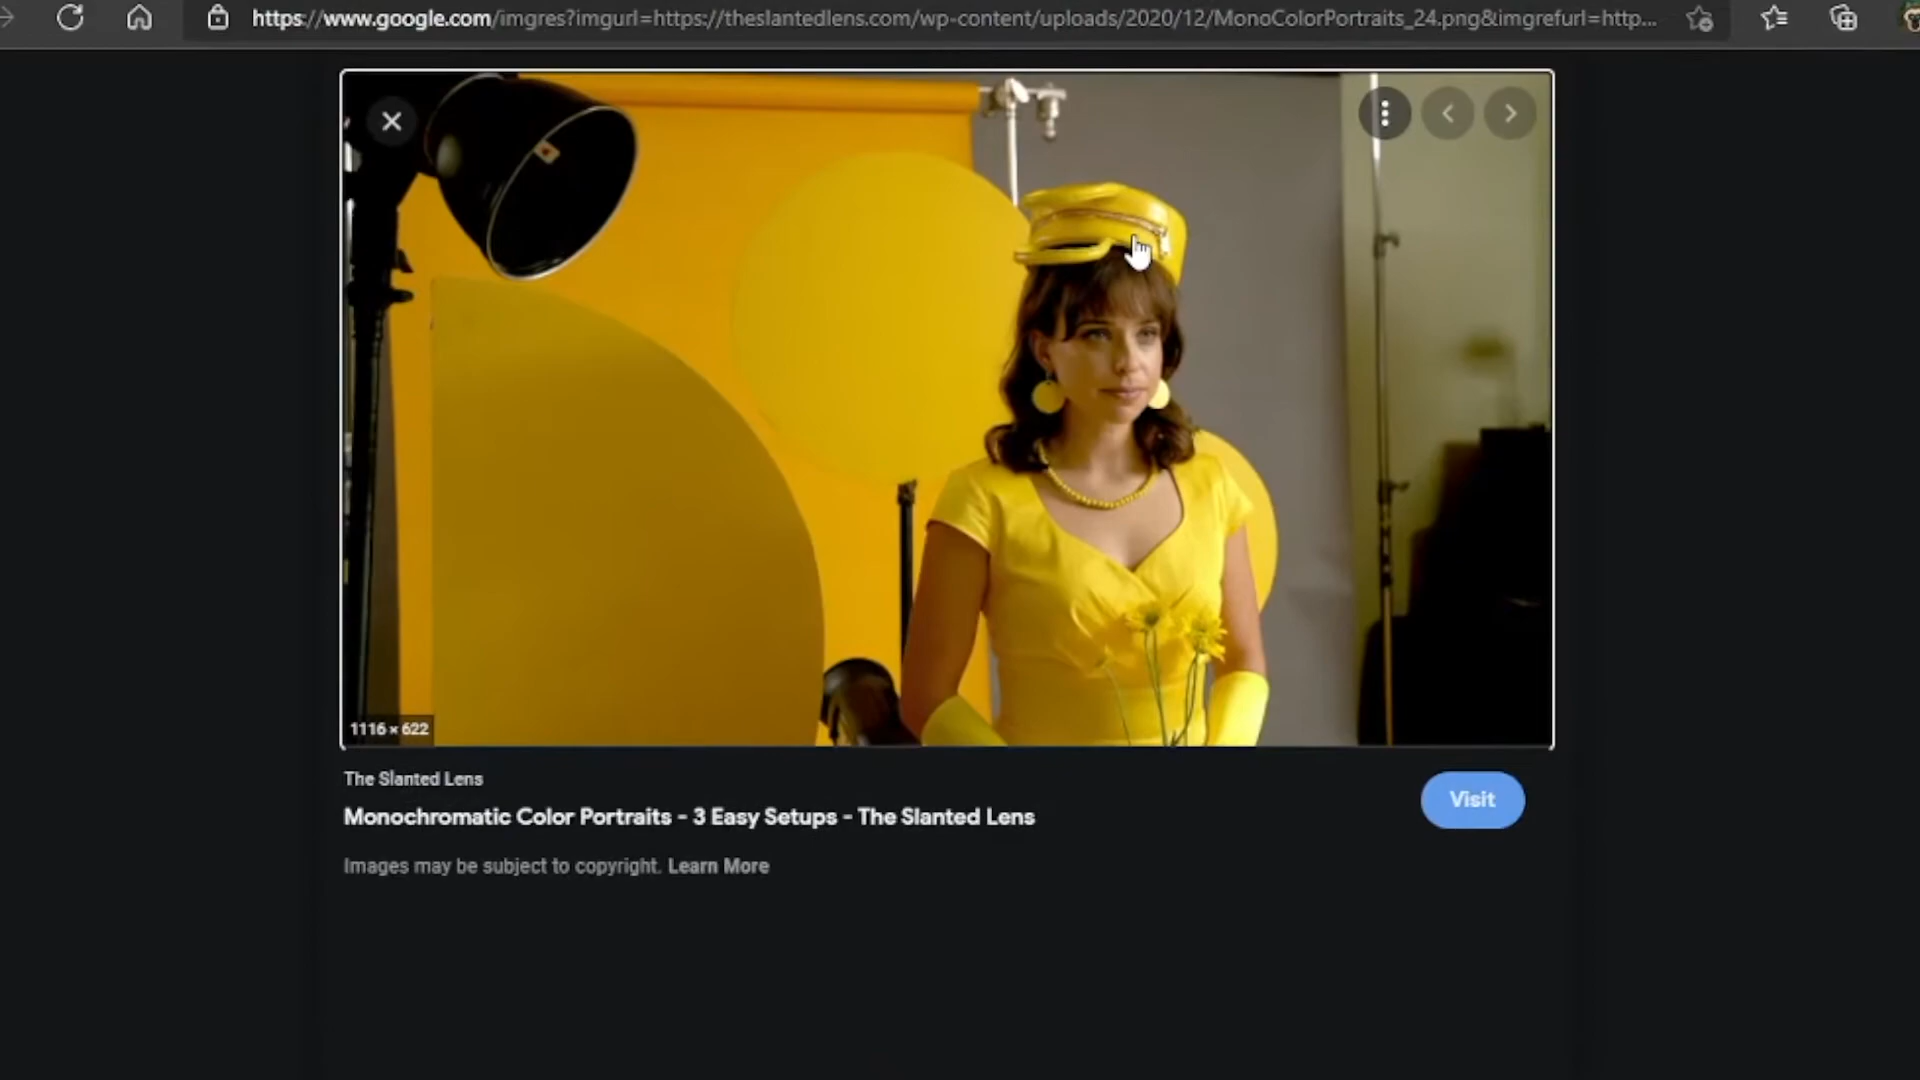 https://www.google.com/imgres?imgurl=https://theslantedlens.com/wp-content/uploads/2020/12/MonoColorPortraits_24.png&imgrefurl=http...
1116 × 622
The Slanted Lens
Monochromatic Color Portraits - 3 Easy Setups - The Slanted Lens
Visit
Images may be subject to copyright. Learn More